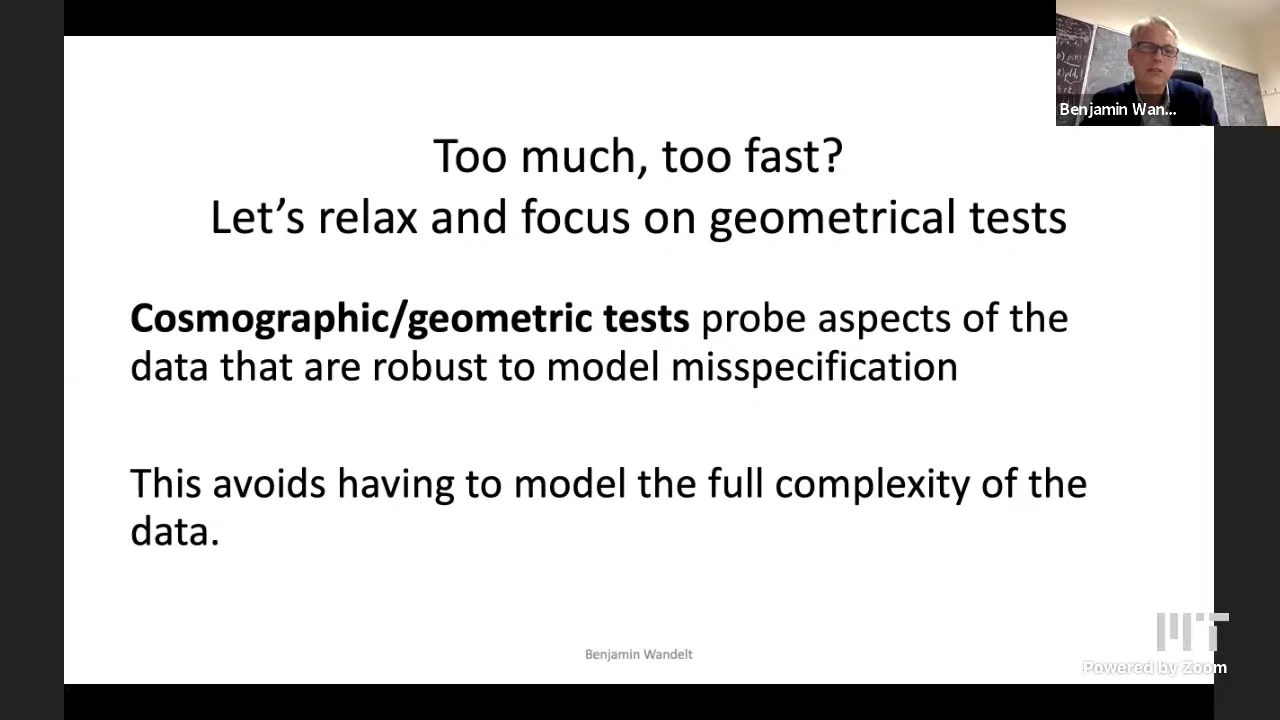 Too much, too fast?
Let's relax and focus on geometrical tests
Cosmographic/geometric tests probe aspects of the
data that are robust to model misspecification
This avoids having to model the full complexity of the
data.
Benjamin Wandelt
Benjamin Wan...
MIT
Powered by Zoom